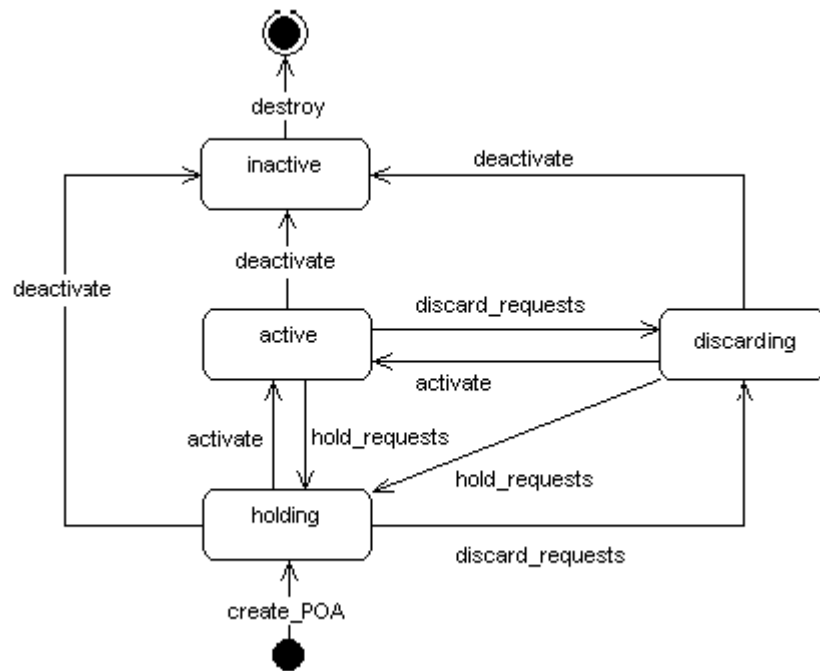 destroy
inactive
deactivate
deactivate
deactivate
discard_requests
active
discarding
activate
activate
hold_requests
hold_requests
holding
discard_requests
create_POA